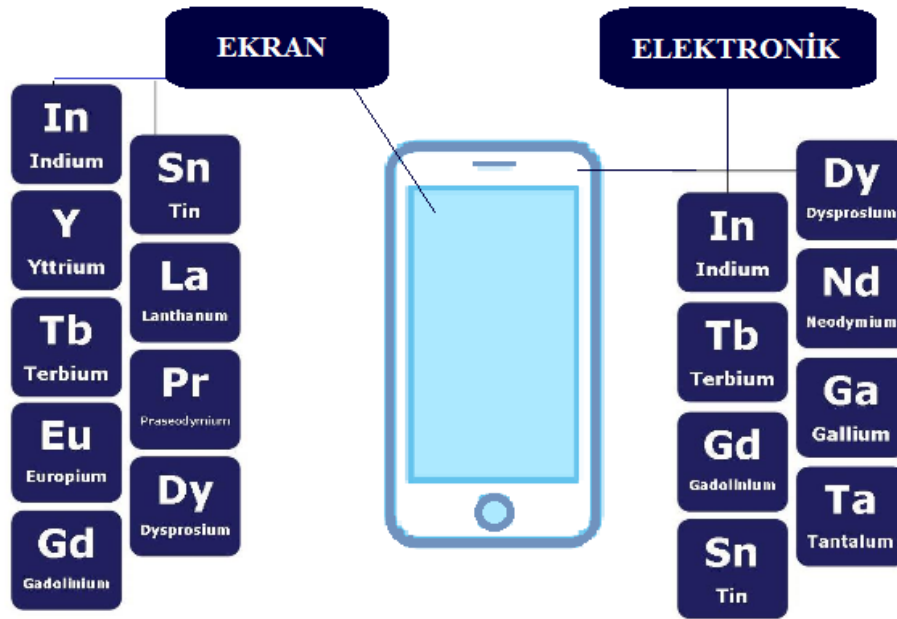 EKRAN
ELEKTRONİK
In
Indium
Sn
Tin
Y
Yttrium
La
Lanthanum
Tb
Terbium
Pr
Praseodymium
Eu
Europium
Dy
Dysprosium
Gd
Gadolinium
Dy
Dysprosium
In
Indium
Nd
Neodymium
Tb
Terbium
Ga
Gallium
Gd
Gadolinium
Ta
Tantalum
Sn
Tin